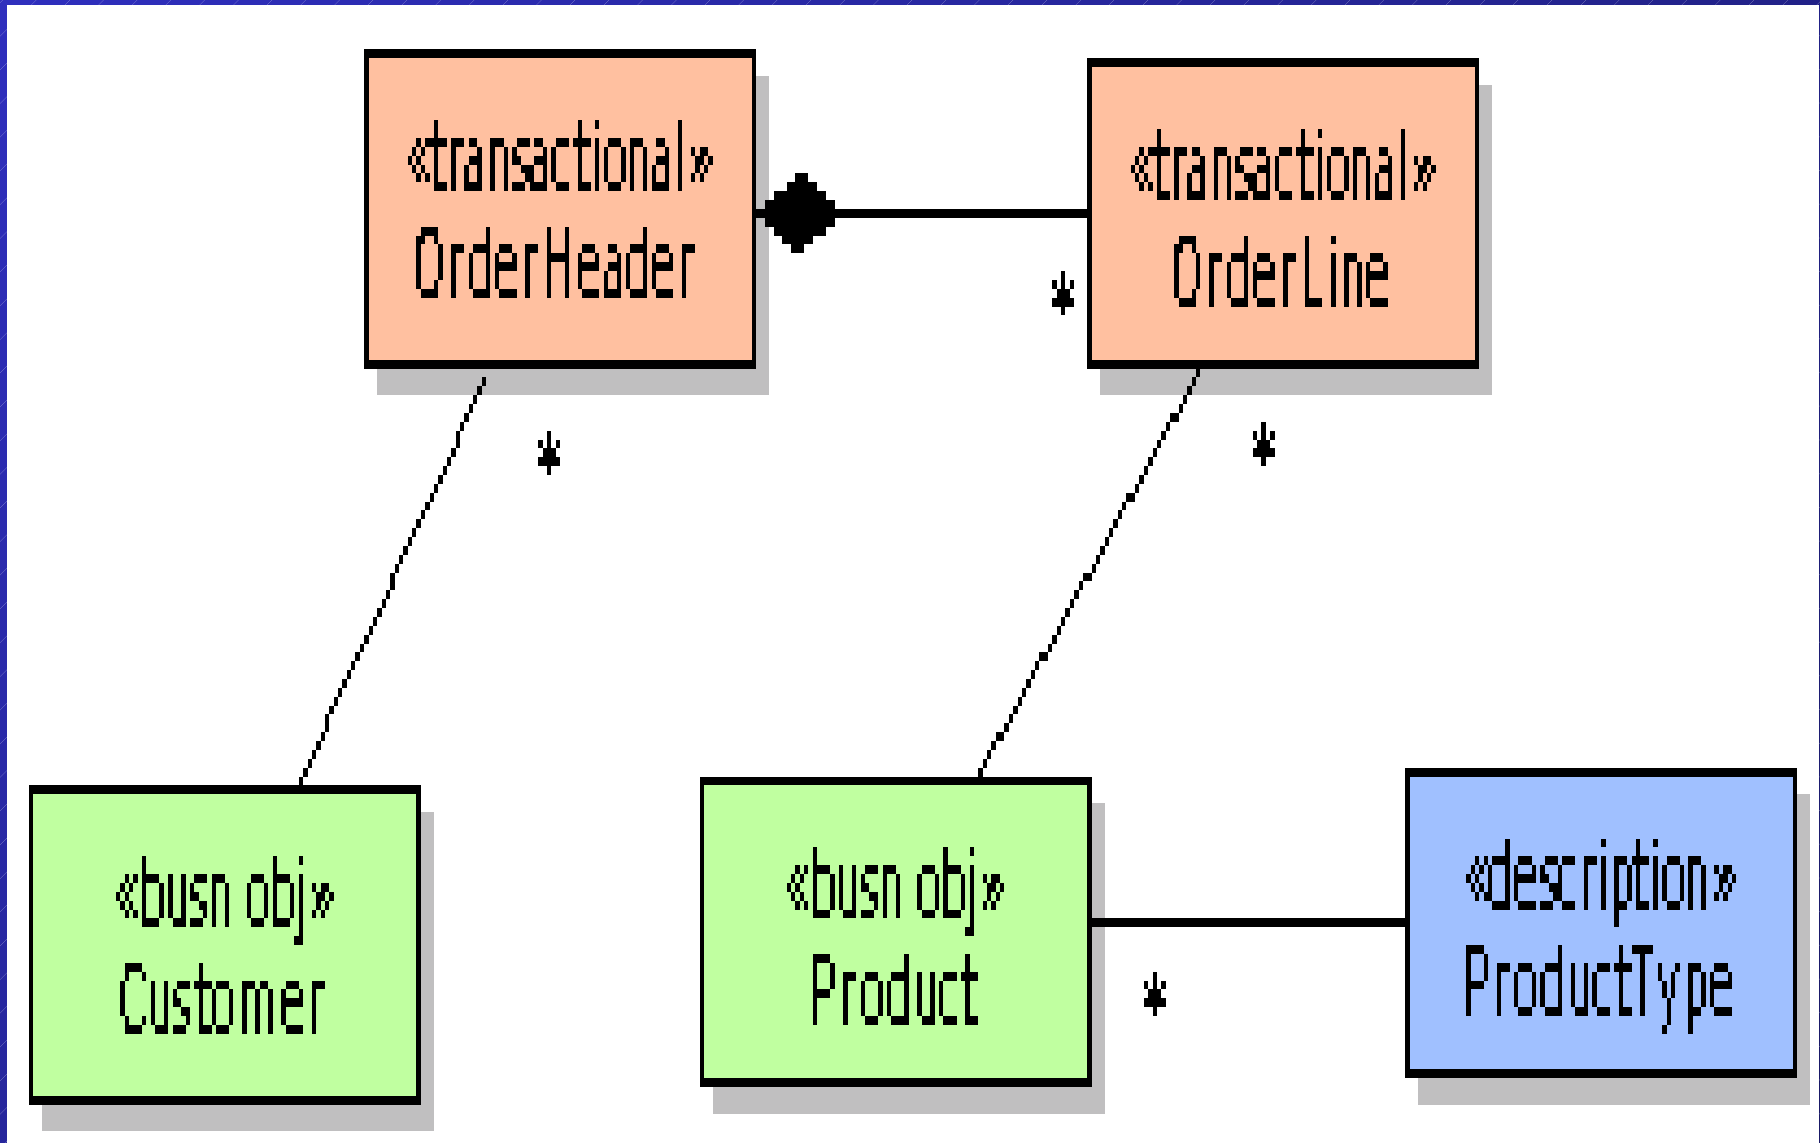 «transactional»
OrderHeader
«transactional»
OrderLine
*
*
*
«busn obj»
Customer
«busn obj»
Product
*
«description»
ProductType